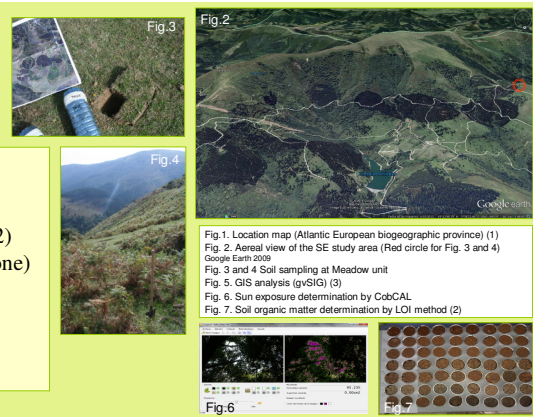 Fig.3
Fig.2
Google earth
2)
one)
Fig.4
Fig.1. Location map (Atlantic European biogeographic province) (1)
Fig. 2. Aereal view of the SE study area (Red circle for Fig. 3 and 4)
Google Earth 2009
Fig. 3 and 4 Soil sampling at Meadow unit
Fig. 5. GIS analysis (gvSIG) (3)
Fig. 6. Sun exposure determination by CobCAL
Fig. 7. Soil organic matter determination by LOI method (2)
Fig.6
Fig.7